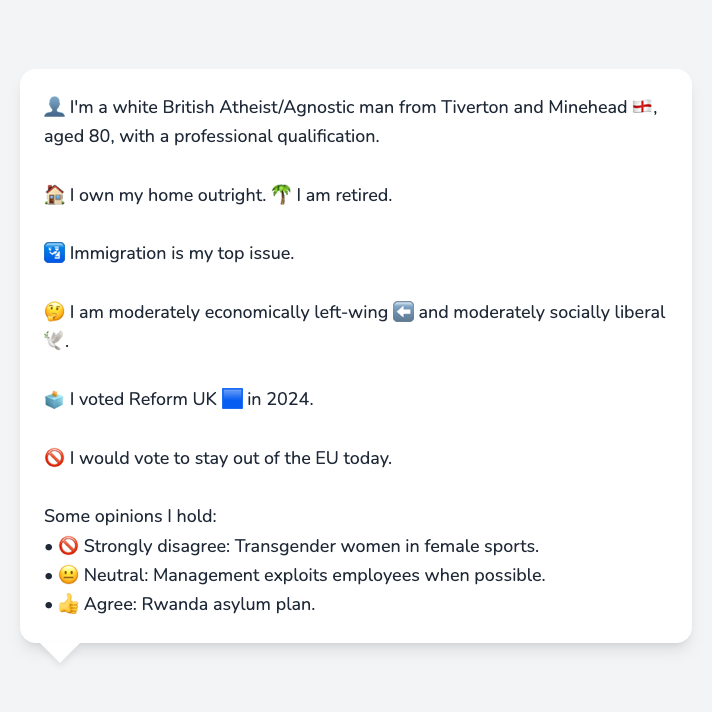 👤 I'm a white British Atheist/Agnostic man from Tiverton and Minehead 🏴󠁧󠁢󠁥󠁮󠁧󠁿,
aged 80, with a professional qualification.
🏠 I own my home outright. 🌴 I am retired.
🛂 Immigration is my top issue.
🤔 I am moderately economically left-wing ⬅️ and moderately socially liberal
🕊️.
🗳️ I voted Reform UK 🟦 in 2024.
🚫 I would vote to stay out of the EU today.
Some opinions I hold:
• 🚫 Strongly disagree: Transgender women in female sports.
• 😐 Neutral: Management exploits employees when possible.
• 👍 Agree: Rwanda asylum plan.